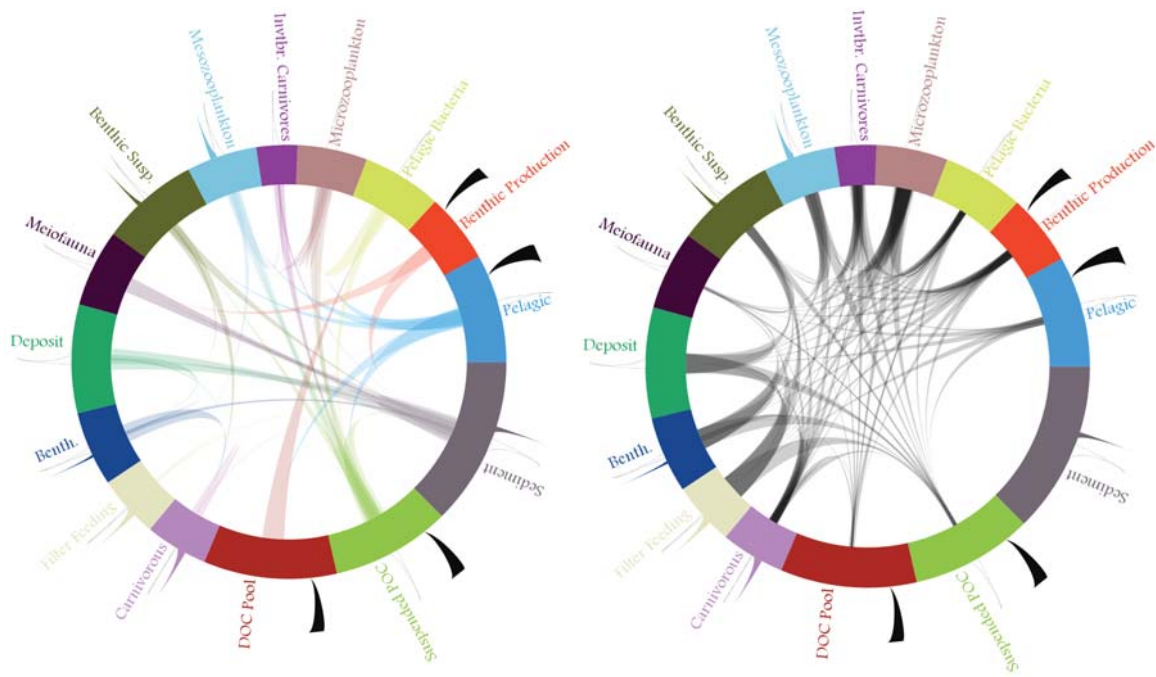 Mesozooplankton
Invtbr. Carnivores
Microzooplankton
Pelagic Bacteria
Benthic Production
Pelagic
Sediment
Suspended POC
DOC Pool
Carnivorous
Filter Feeding
Benth.
Deposit
Meiofauna
Benthic Susp.
Mesozooplankton
Invtbr. Carnivores
Microzooplankton
Pelagic Bacteria
Benthic Production
Pelagic
Sediment
Suspended POC
DOC Pool
Carnivorous
Filter Feeding
Benth.
Deposit
Meiofauna
Benthic Susp.